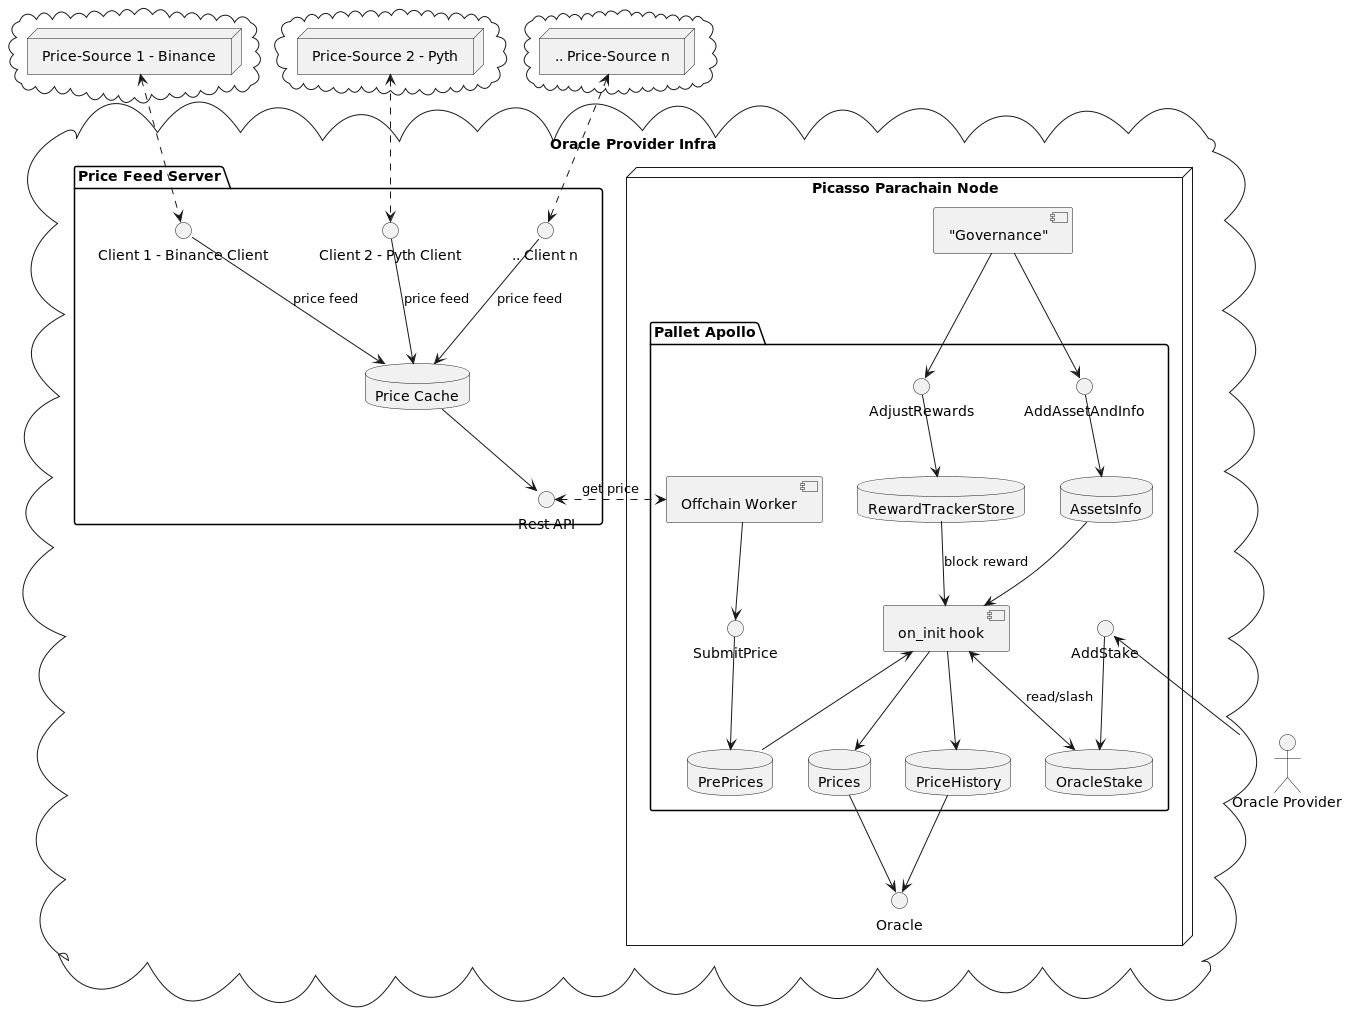 Price-Source 1 - Binance
Price-Source 2 - Pyth
.. Price-Source n
Oracle Provider Infra
Price Feed Server
Picasso Parachain Node
"Governance"
Client 1 - Binance Client
Client 2 - Pyth Client
.. Client n
price feed
price feed
price feed
Pallet Apollo
Price Cache
AdjustRewards
AddAssetAndInfo
get price
Offchain Worker
RewardTrackerStore
AssetsInfo
Rest API
block reward
on_init hook
SubmitPrice
AddStake
read/slash
PrePrices
Prices
PriceHistory
OracleStake
Oracle Provider
Oracle